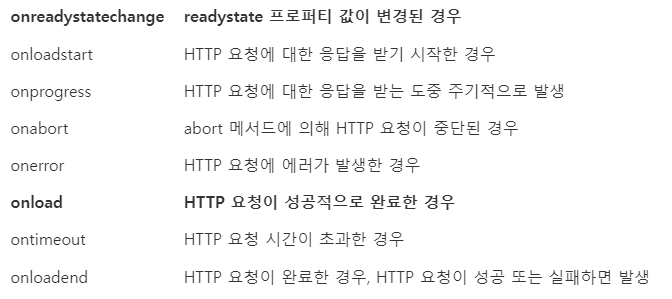 onreadystatechange readystate 프로퍼티 값이 변경된 경우
onloadstart HTTP 요청에 대한 응답을 받기 시작한 경우
onprogress HTTP 요청에 대한 응답을 받는 도중 주기적으로 발생
onabort abort 메서드에 의해 HTTP 요청이 중단된 경우
onerror HTTP 요청에 에러가 발생한 경우
onload HTTP 요청이 성공적으로 완료한 경우
ontimeout HTTP 요청 시간이 초과한 경우
onloadend HTTP 요청이 완료한 경우, HTTP 요청이 성공 또는 실패하면 발생